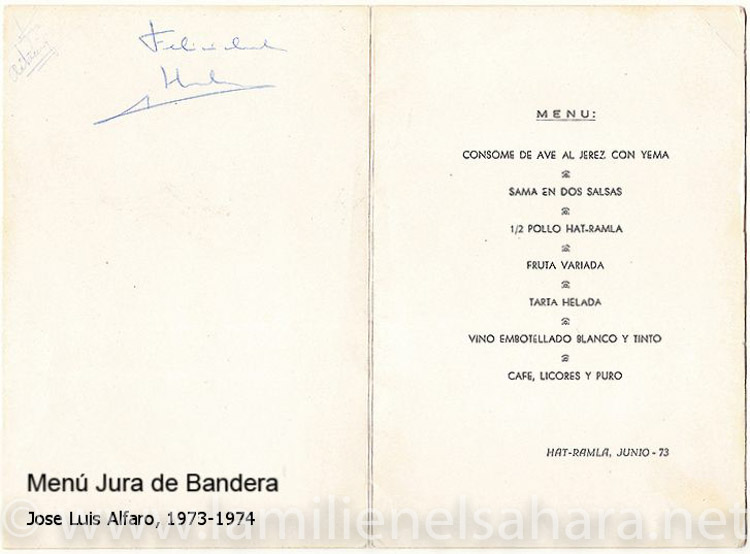 MENU:
CONSOME DE AVE AL JEREZ CON YEMA
SAMA EN DOS SALSAS
1/2 POLLO HAT-RAMLA
FRUTA VARIADA
TARTA HELADA
VINO EMBOTELLADO BLANCO Y TINTO
CAFE, LICORES Y PURO
HAT-RAMLA, JUNIO - 73
Menú Jura de Bandera
Jose Luis Alfaro, 1973-1974
© www.lamilienelsahara.net